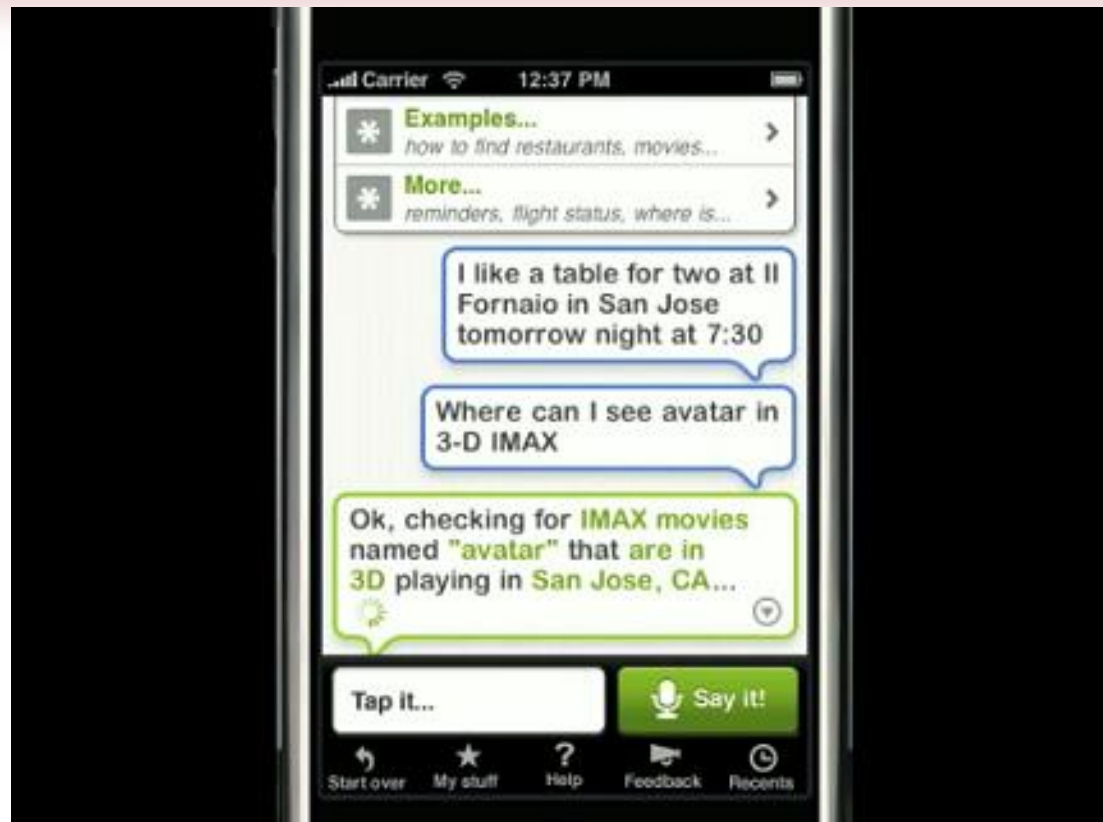 Carrier 12:37 PM
Examples...
how to find restaurants, movies...
More...
reminders, flight status, where is...
I like a table for two at Il
Fornaio in San Jose
tomorrow night at 7:30
Where can I see avatar in
3-D IMAX
Ok, checking for IMAX movies
named "avatar" that are in
3D playing in San Jose, CA...
Tap it...
Say it!
Start over My stuff Help Feedback Recents